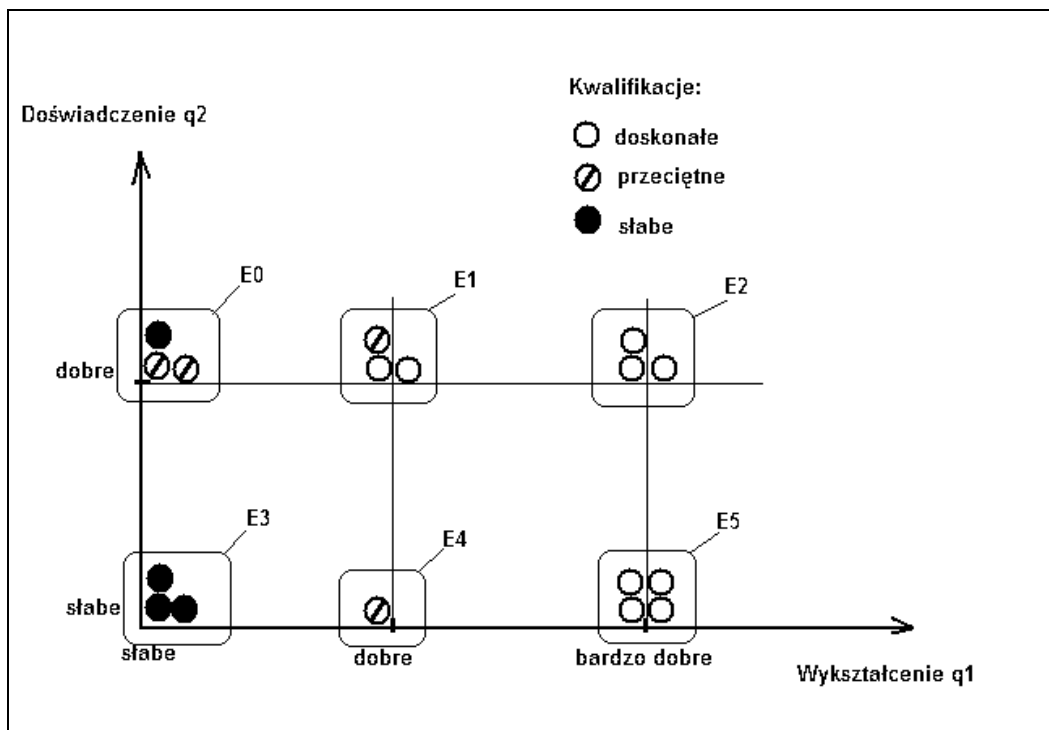 Kwalifikacje:
Doświadczenie q2
doskonałe
przeciętne
słabe
E0
E1
E2
dobre
E3
E4
E5
słabe
słabe
dobre
bardzo dobre
Wykształcenie q1